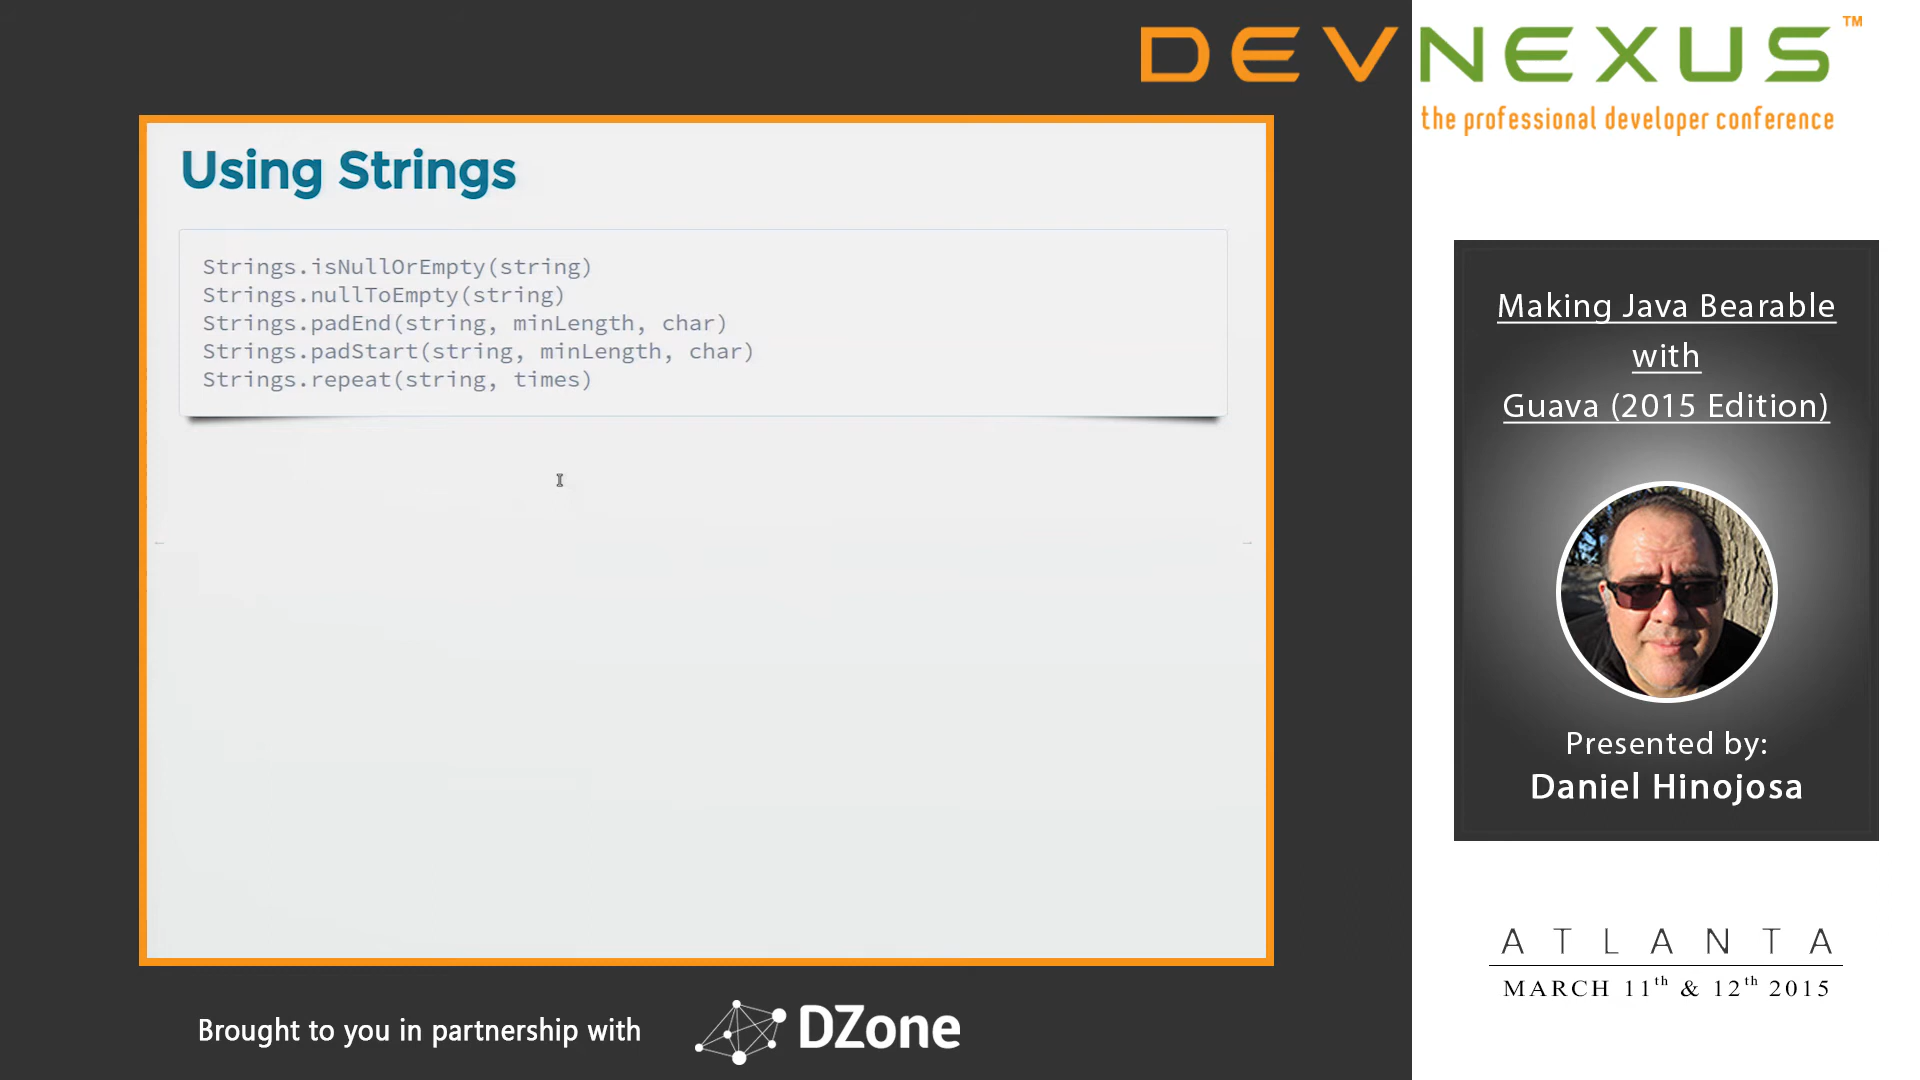 DEVNEXUS™
the professional developer conference
Using Strings
Strings.isNullOrEmpty(string)
Strings.nullToEmpty(string)
Strings.padEnd(string, minLength, char)
Strings.padStart(string, minLength, char)
Strings.repeat(string, times)
Making Java Bearable
with
Guava (2015 Edition)
Presented by:
Daniel Hinojosa
ATLANTA
MARCH 11th & 12th 2015
Brought to you in partnership with
DZone